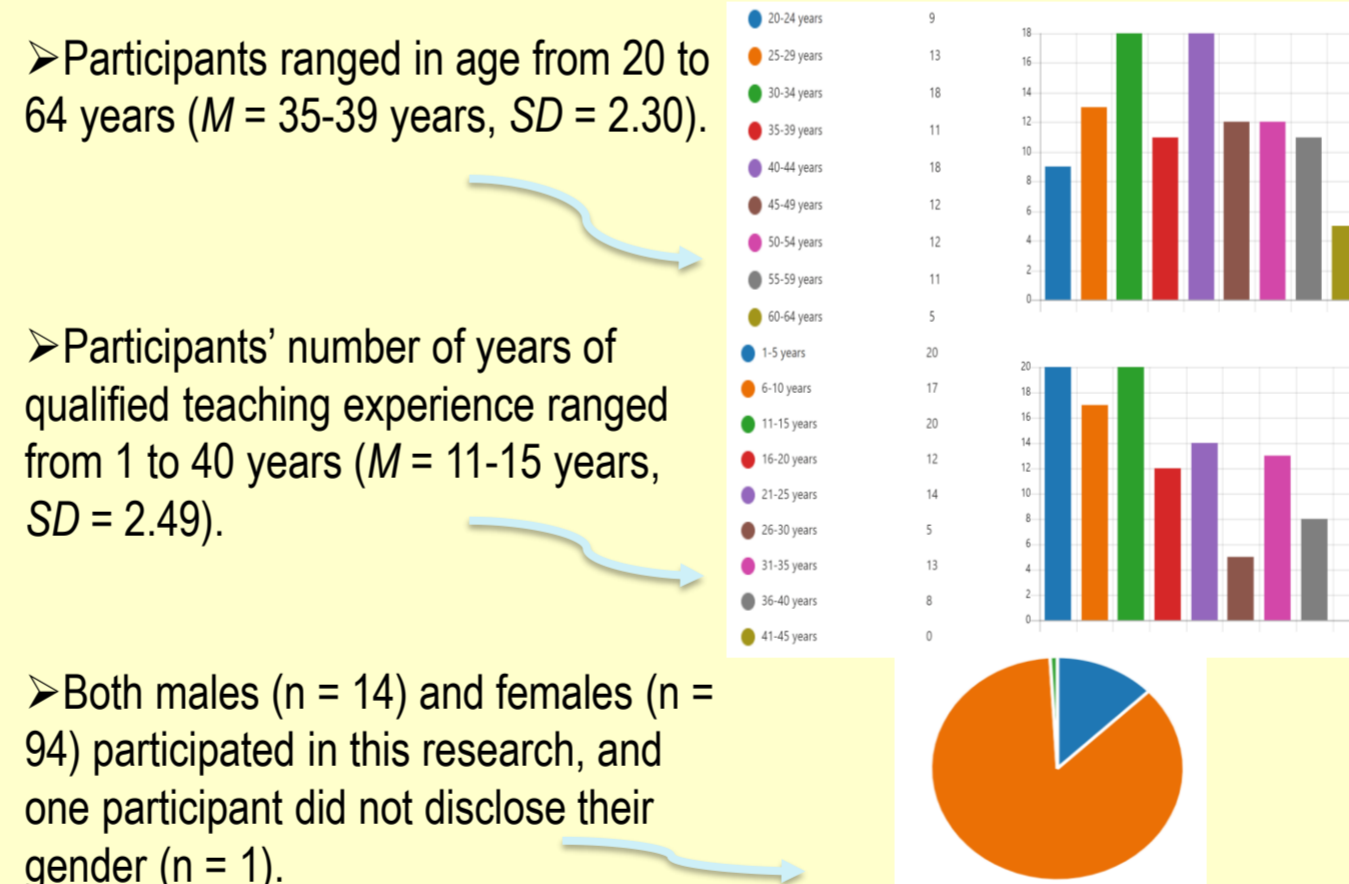 ➢Participants ranged in age from 20 to
64 years (M = 35-39 years, SD = 2.30).
20-24 years 9
25-29 years 13
30-34 years 18
35-39 years 11
40-44 years 18
45-49 years 12
50-54 years 12
55-59 years 11
60-64 years 5
18
16
14
12
10
8
6
4
2
0
➢Participants’ number of years of
qualified teaching experience ranged
from 1 to 40 years (M = 11-15 years,
SD = 2.49).
1-5 years 20
6-10 years 17
11-15 years 20
16-20 years 12
21-25 years 14
26-30 years 5
31-35 years 13
36-40 years 8
41-45 years 0
20
18
16
14
12
10
8
6
4
2
0
➢Both males (n = 14) and females (n =
94) participated in this research, and
one participant did not disclose their
gender (n = 1).